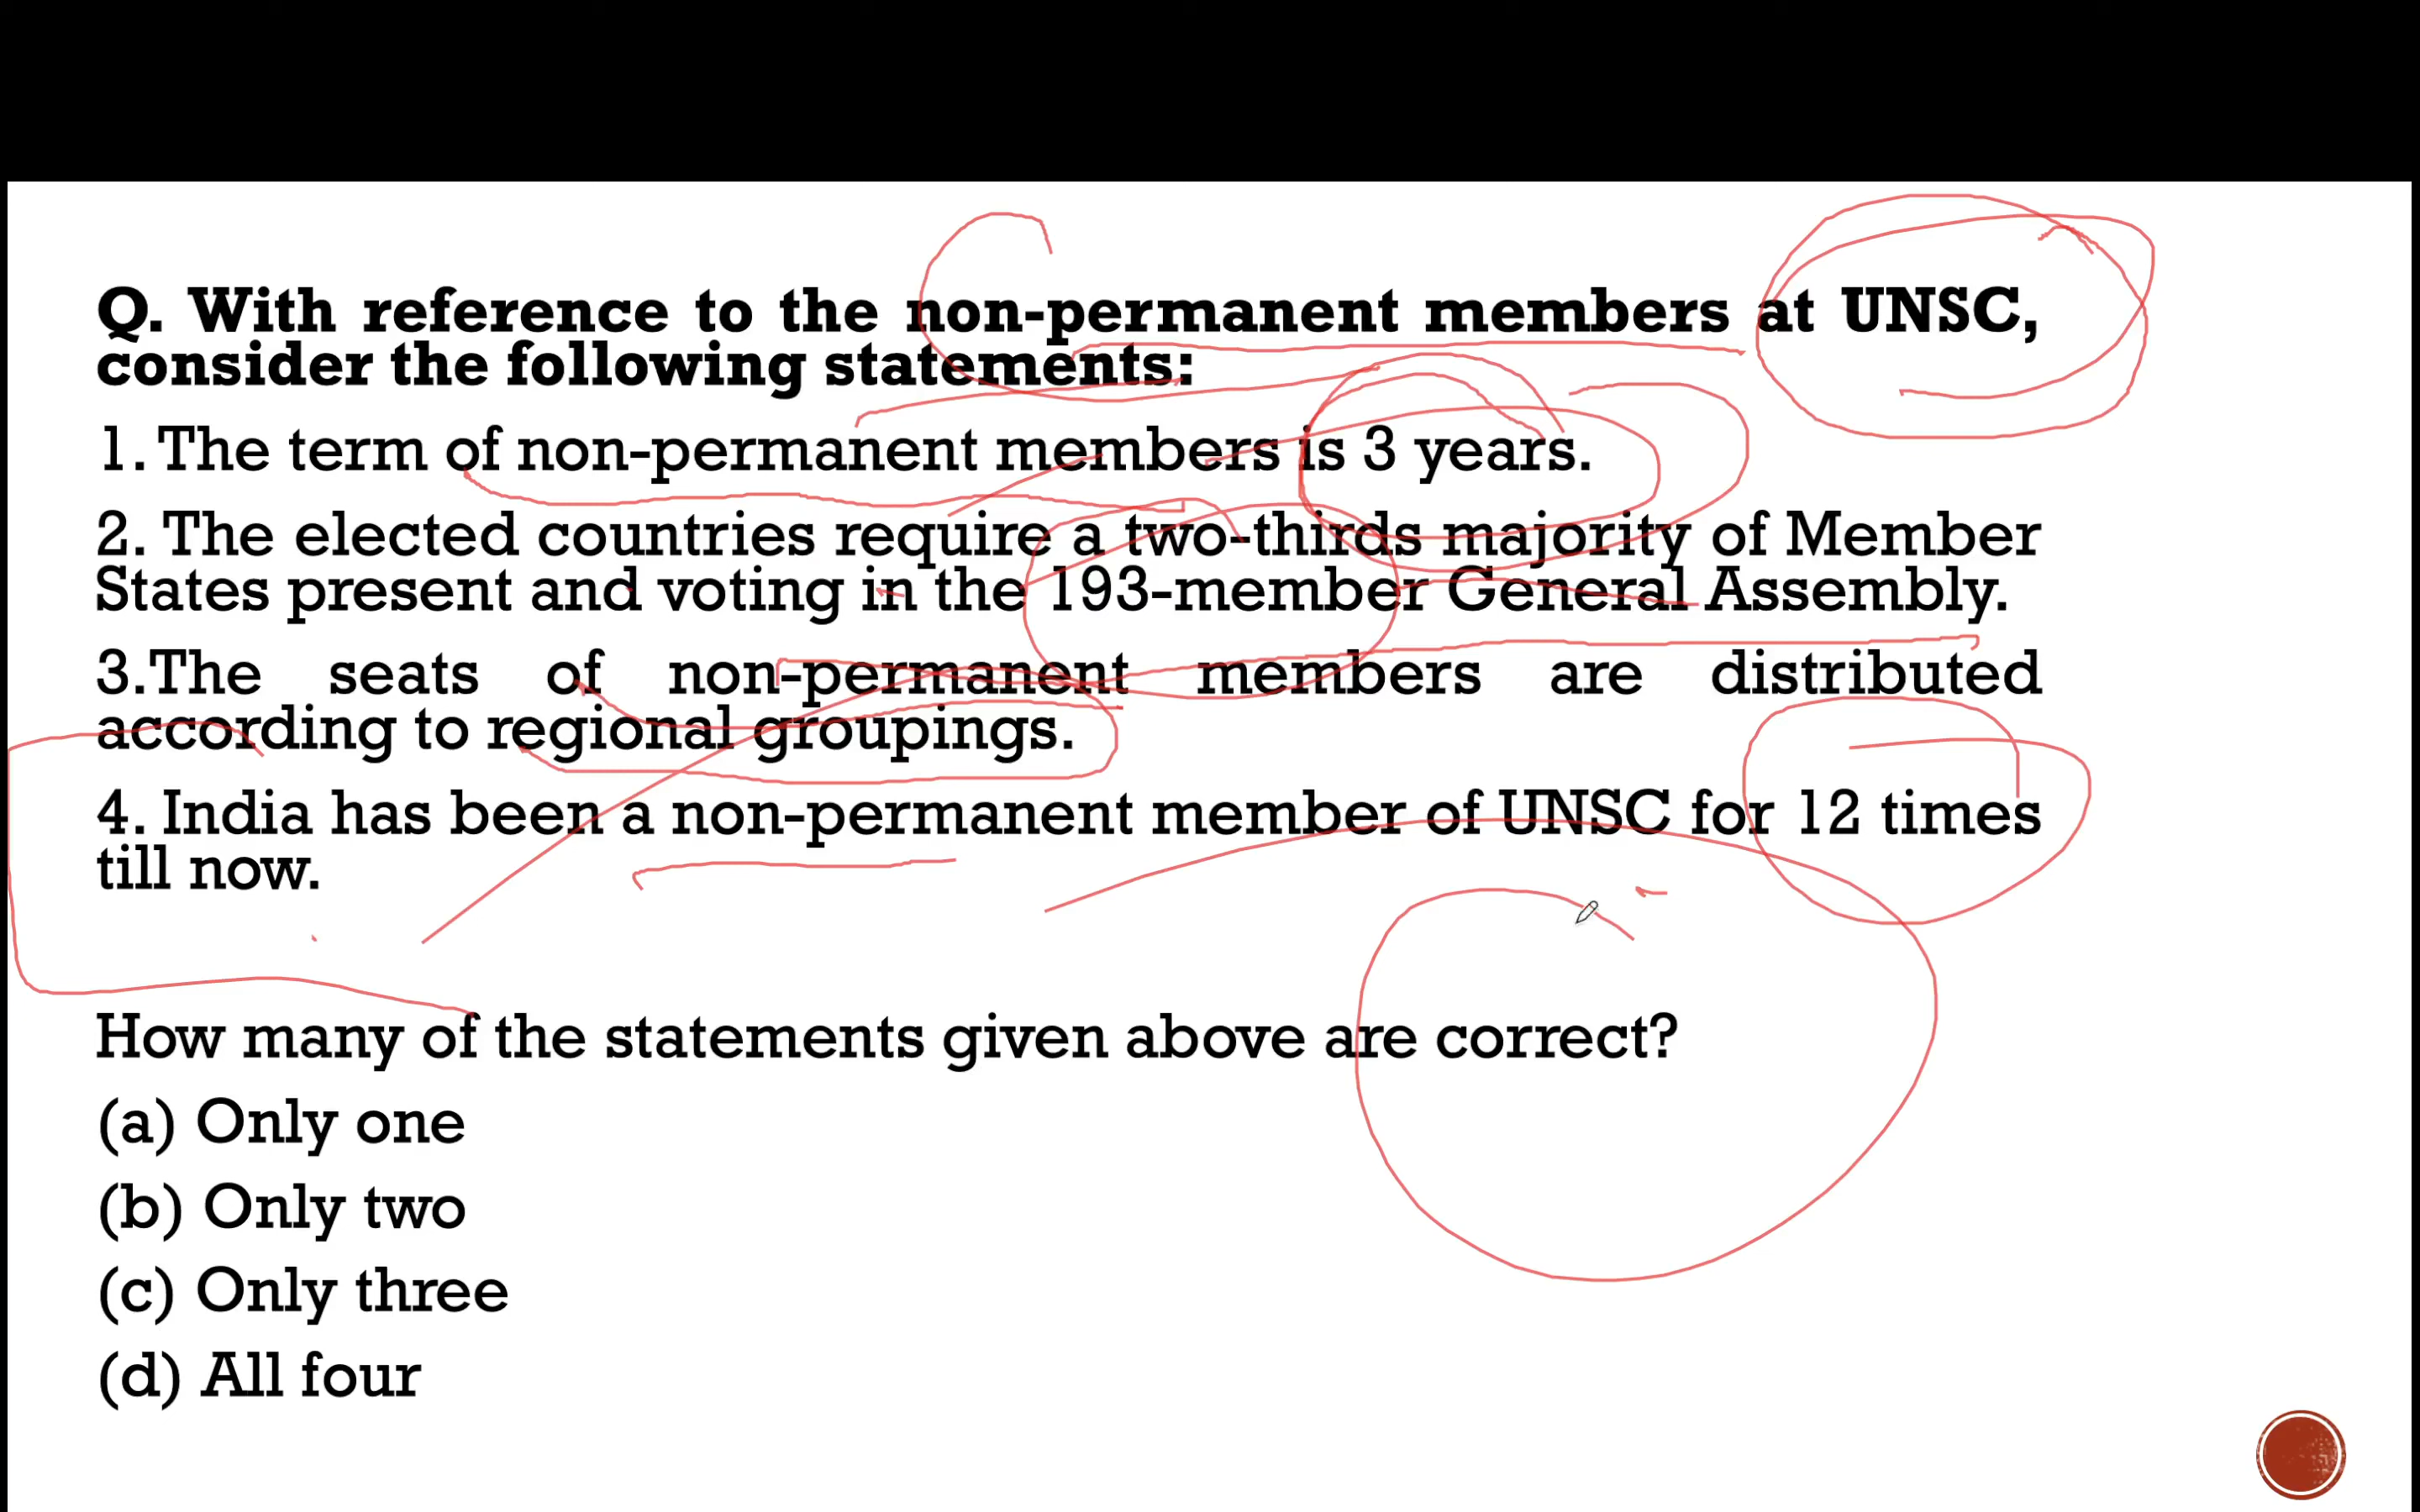 Q. With reference to the non-permanent members at UNSC,
consider the following statements:
1. The term of non-permanent members is 3 years.
2. The elected countries require a two-thirds majority of Member
States present and voting in the 193-member General Assembly.
3.The seats of non-permanent members are distributed
according to regional groupings.
4. India has been a non-permanent member of UNSC for 12 times
till now.
How many of the statements given above are correct?
(a) Only one
(b) Only two
(c) Only three
(d) All four